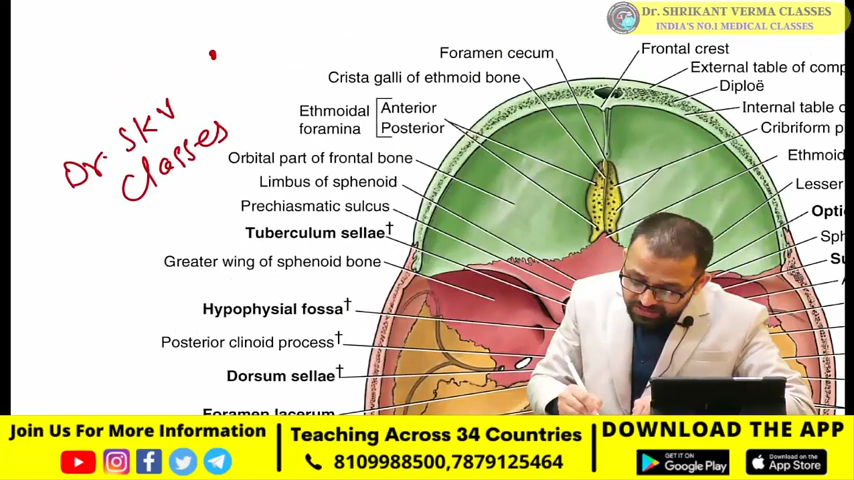 Dr. SHRIKANT VERMA CLASSES
INDIA'S NO.1 MEDICAL CLASSES
Dr. SKV
Classes
Foramen cecum
Frontal crest
Crista galli of ethmoid bone
External table of comp
Diploë
Ethmoidal foramina
Anterior
Posterior
Internal table o
Cribriform p
Orbital part of frontal bone
Ethmoid
Limbus of sphenoid
Lesser
Prechiasmatic sulcus
Opti
Tuberculum sellae†
Sph
Greater wing of sphenoid bone
Su
Hypophysial fossa†
Posterior clinoid process†
Dorsum sellae†
Foramen lacerum
Join Us For More Information
Teaching Across 34 Countries
8109988500,7879125464
DOWNLOAD THE APP
GET IT ON
Google Play
Download on the
App Store